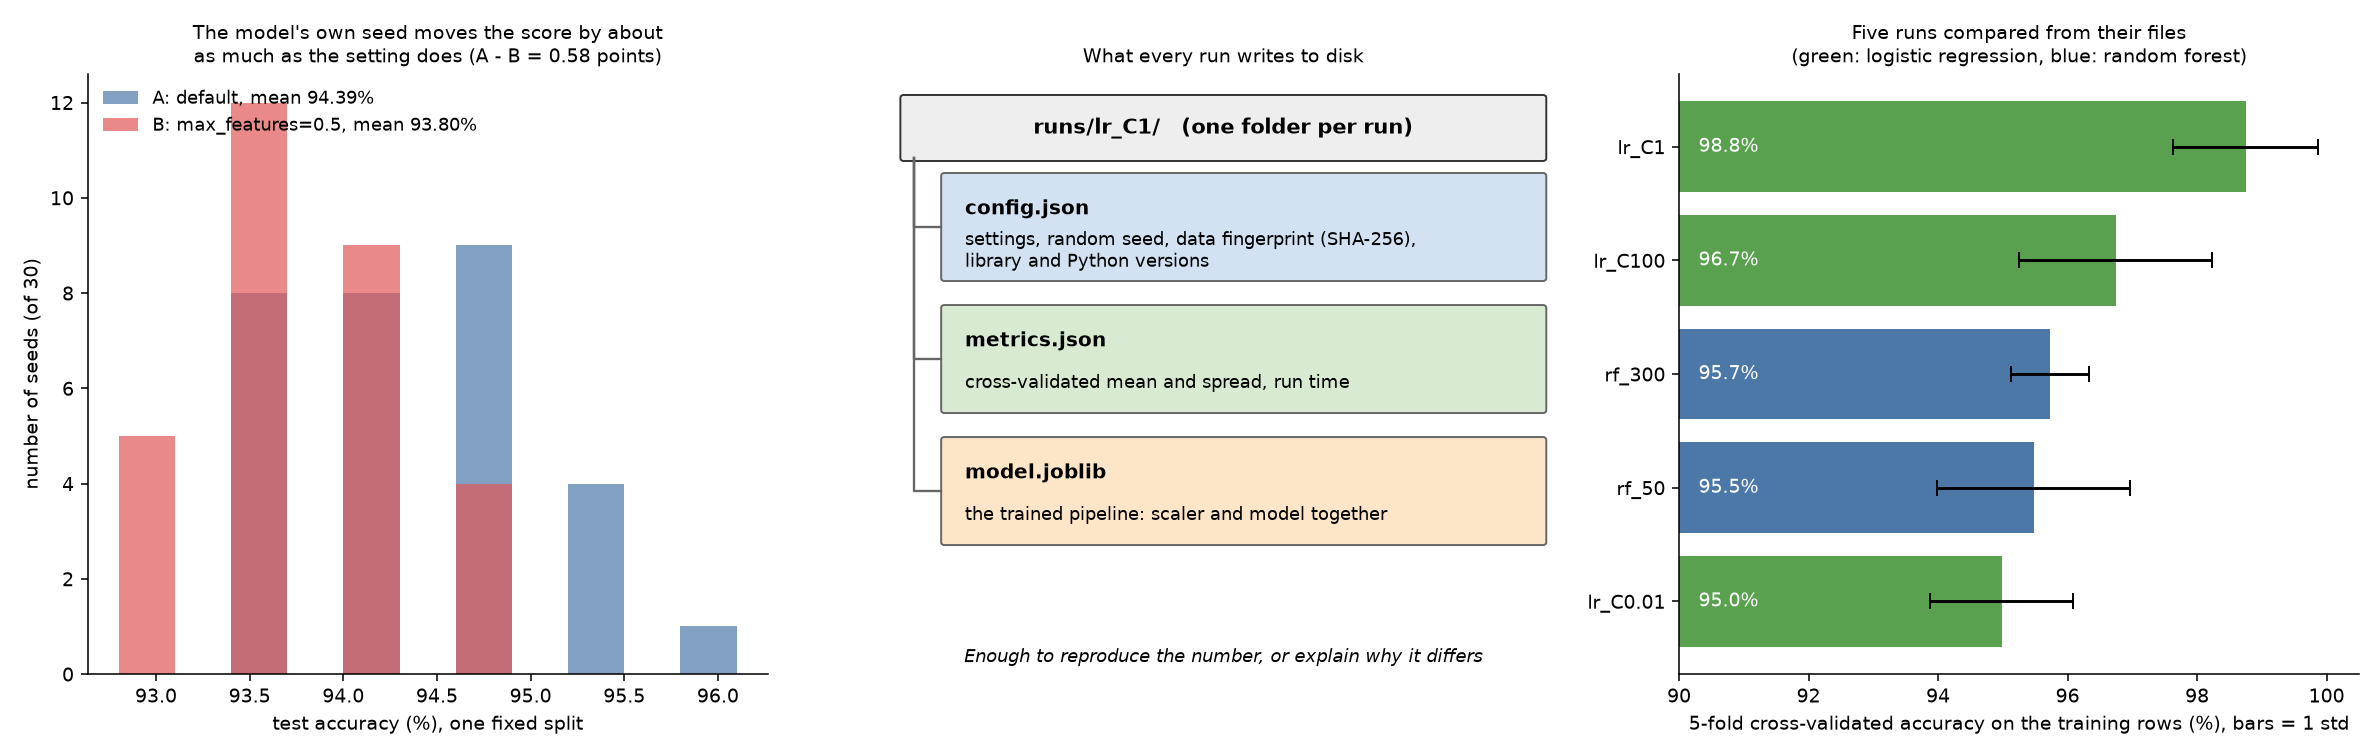 The model's own seed moves the score by about
as much as the setting does (A - B = 0.58 points)
A: default, mean 94.39%
B: max_features=0.5, mean 93.80%
number of seeds (of 30)
12
10
8
6
4
2
0
93.0
93.5
94.0
94.5
95.0
95.5
96.0
test accuracy (%), one fixed split
What every run writes to disk
runs/lr_C1/ (one folder per run)
config.json
settings, random seed, data fingerprint (SHA-256),
library and Python versions
metrics.json
cross-validated mean and spread, run time
model.joblib
the trained pipeline: scaler and model together
Enough to reproduce the number, or explain why it differs
Five runs compared from their files
(green: logistic regression, blue: random forest)
lr_C1
98.8%
lr_C100
96.7%
rf_300
95.7%
rf_50
95.5%
lr_C0.01
95.0%
90
92
94
96
98
100
5-fold cross-validated accuracy on the training rows (%), bars = 1 std